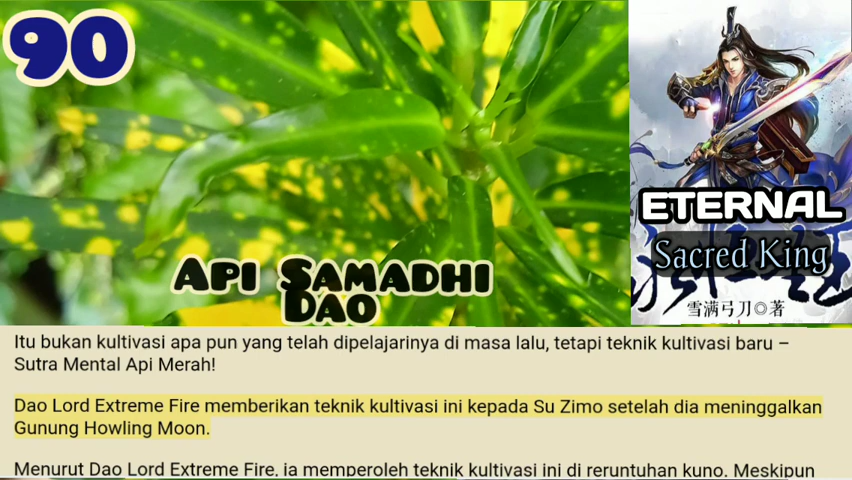 90
API SAMADHI
DAO
ETERNAL
Sacred King
雪满弓刀◎著
Itu bukan kultivasi apa pun yang telah dipelajarinya di masa lalu, tetapi teknik kultivasi baru –
Sutra Mental Api Merah!
Dao Lord Extreme Fire memberikan teknik kultivasi ini kepada Su Zimo setelah dia meninggalkan
Gunung Howling Moon.
Menurut Dao Lord Extreme Fire, ia memperoleh teknik kultivasi ini di reruntuhan kuno. Meskipun